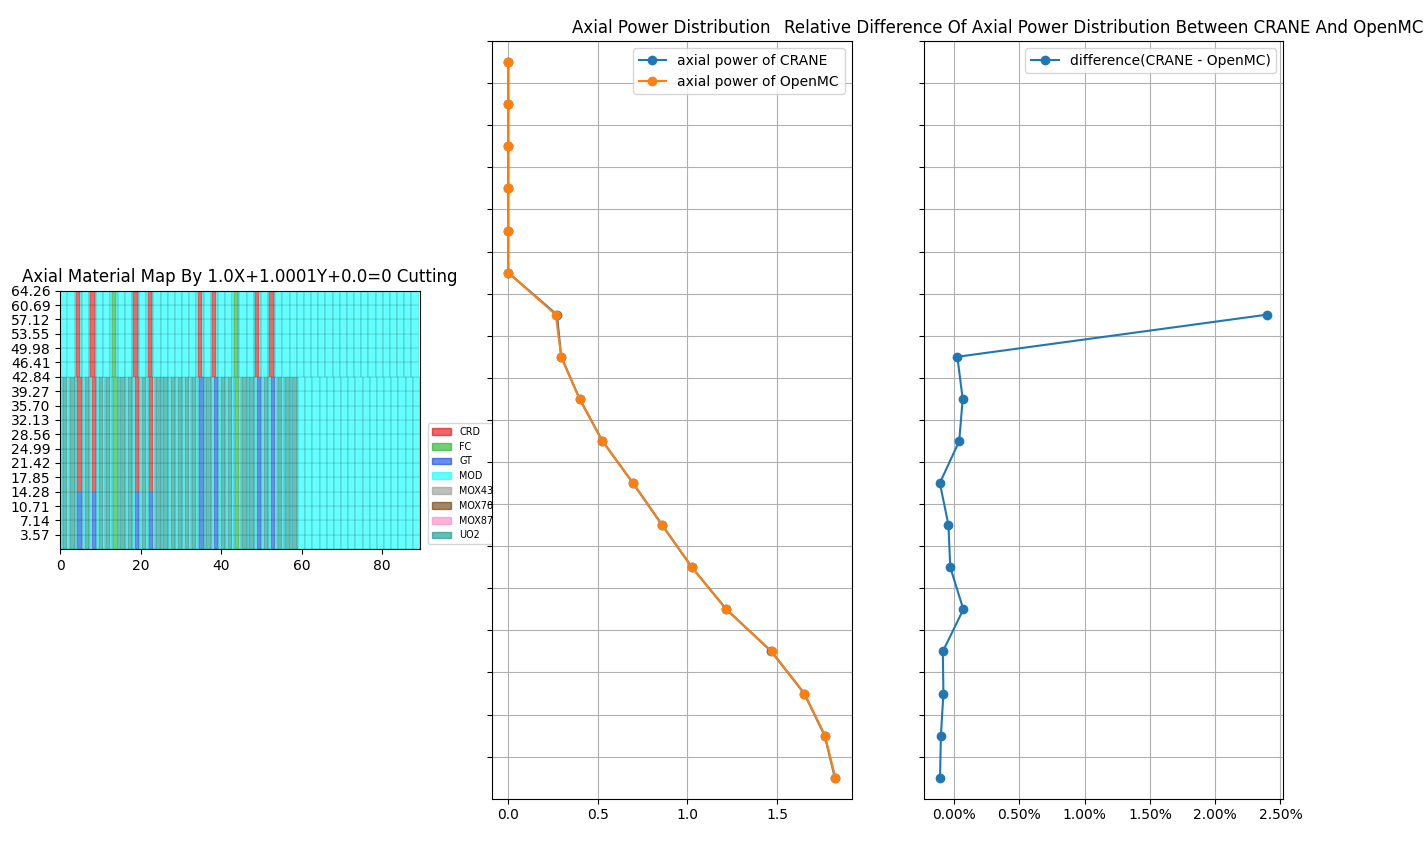 Axial Power Distribution
Relative Difference Of Axial Power Distribution Between CRANE And OpenMC
axial power of CRANE
axial power of OpenMC
difference(CRANE - OpenMC)
Axial Material Map By 1.0X+1.0001Y+0.0=0 Cutting
64.26
60.69
57.12
53.55
49.98
46.41
42.84
39.27
35.70
32.13
28.56
24.99
21.42
17.85
14.28
10.71
7.14
3.57
0 20 40 60 80
CRD
FC
GT
MOD
MOX43
MOX70
MOX87
UO2
0.0 0.5 1.0 1.5
0.00% 0.50% 1.00% 1.50% 2.00% 2.50%